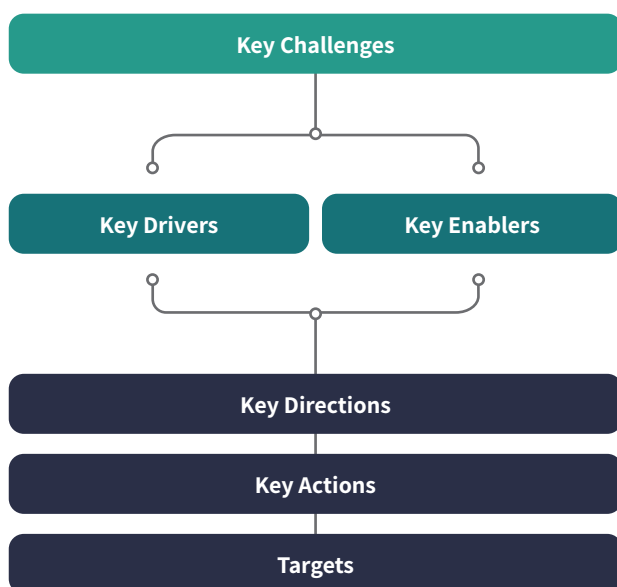 Key Challenges
Key Drivers
Key Enablers
Key Directions
Key Actions
Targets